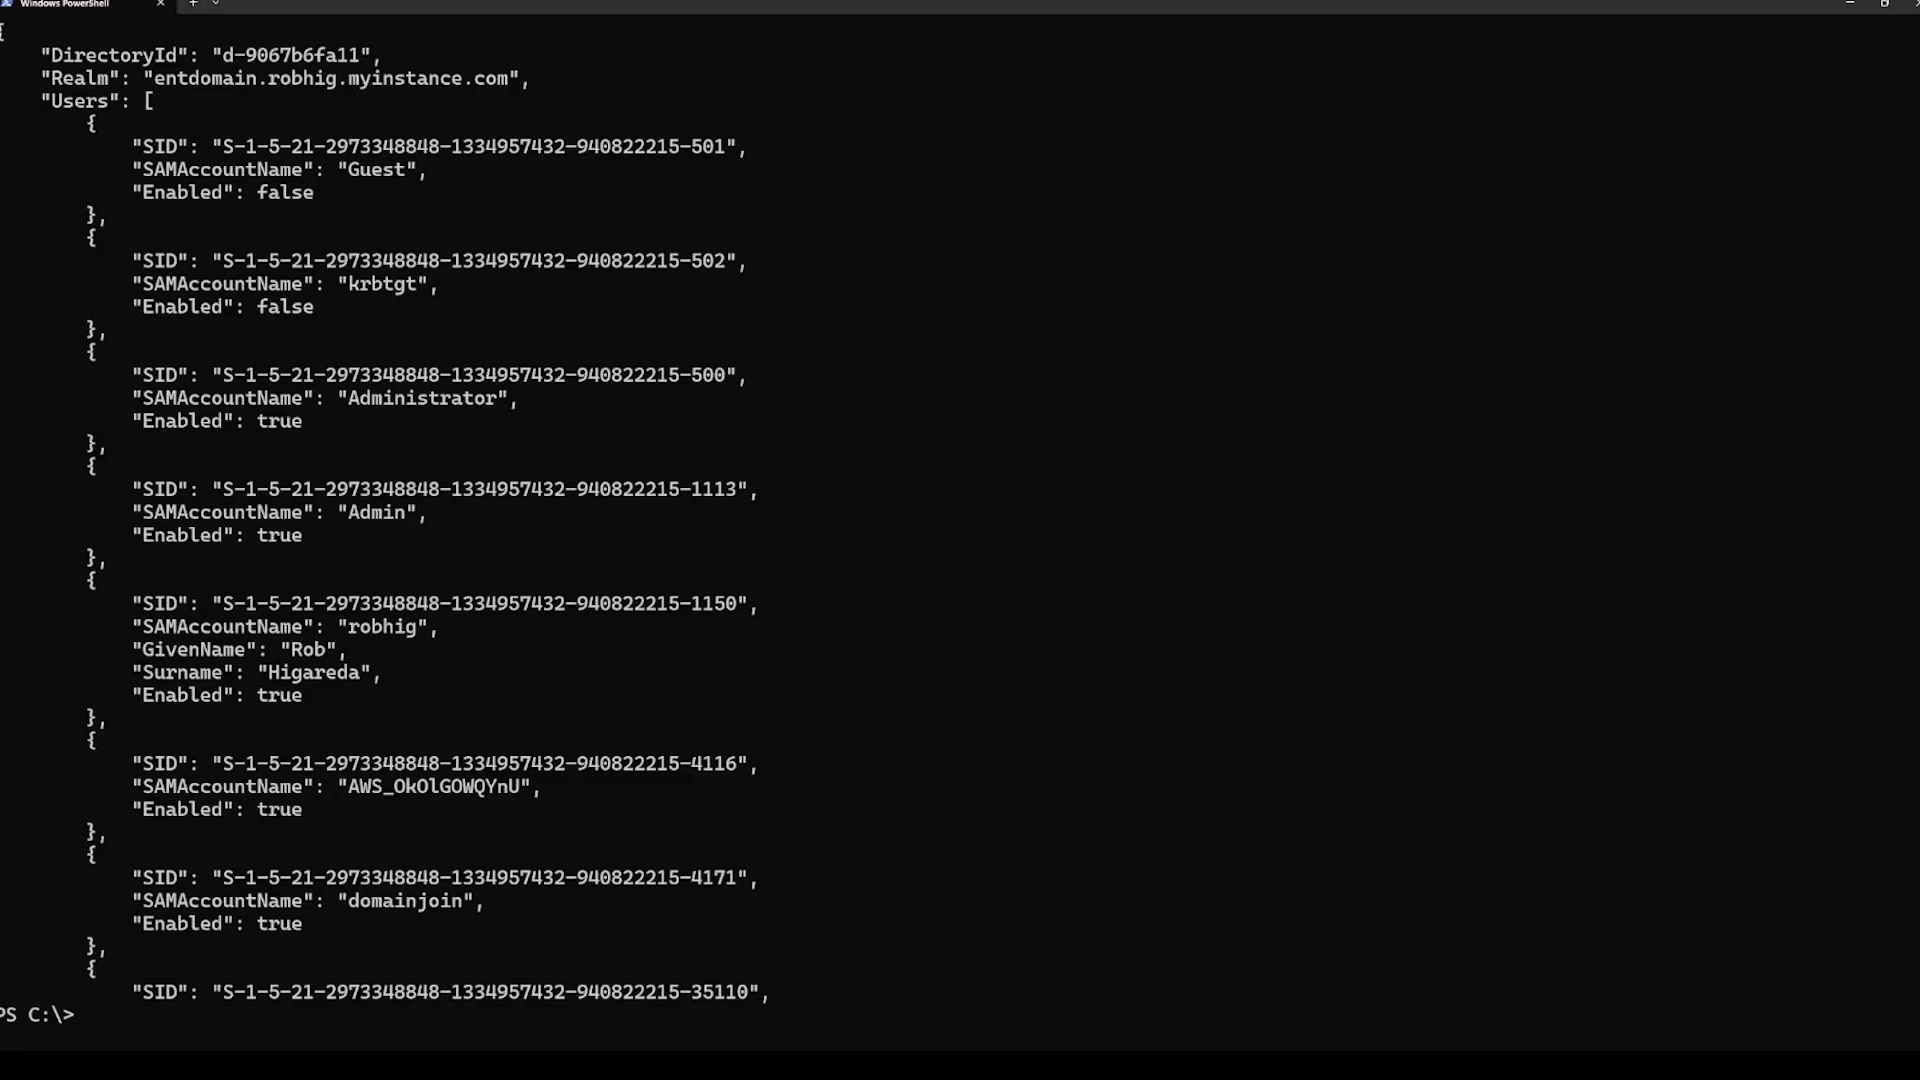 Windows PowerShell
{
"DirectoryId": "d-9067b6fa11",
"Realm": "entdomain.robhig.myinstance.com",
"Users": [
{
"SID": "S-1-5-21-2973348848-1334957432-940822215-501",
"SAMAccountName": "Guest",
"Enabled": false
},
{
"SID": "S-1-5-21-2973348848-1334957432-940822215-502",
"SAMAccountName": "krbtgt",
"Enabled": false
},
{
"SID": "S-1-5-21-2973348848-1334957432-940822215-500",
"SAMAccountName": "Administrator",
"Enabled": true
},
{
"SID": "S-1-5-21-2973348848-1334957432-940822215-1113",
"SAMAccountName": "Admin",
"Enabled": true
},
{
"SID": "S-1-5-21-2973348848-1334957432-940822215-1150",
"SAMAccountName": "robhig",
"GivenName": "Rob",
"Surname": "Higareda",
"Enabled": true
},
{
"SID": "S-1-5-21-2973348848-1334957432-940822215-4116",
"SAMAccountName": "AWS_OkOlGOWQYnU",
"Enabled": true
},
{
"SID": "S-1-5-21-2973348848-1334957432-940822215-4171",
"SAMAccountName": "domainjoin",
"Enabled": true
},
{
"SID": "S-1-5-21-2973348848-1334957432-940822215-35110",
PS C:\>